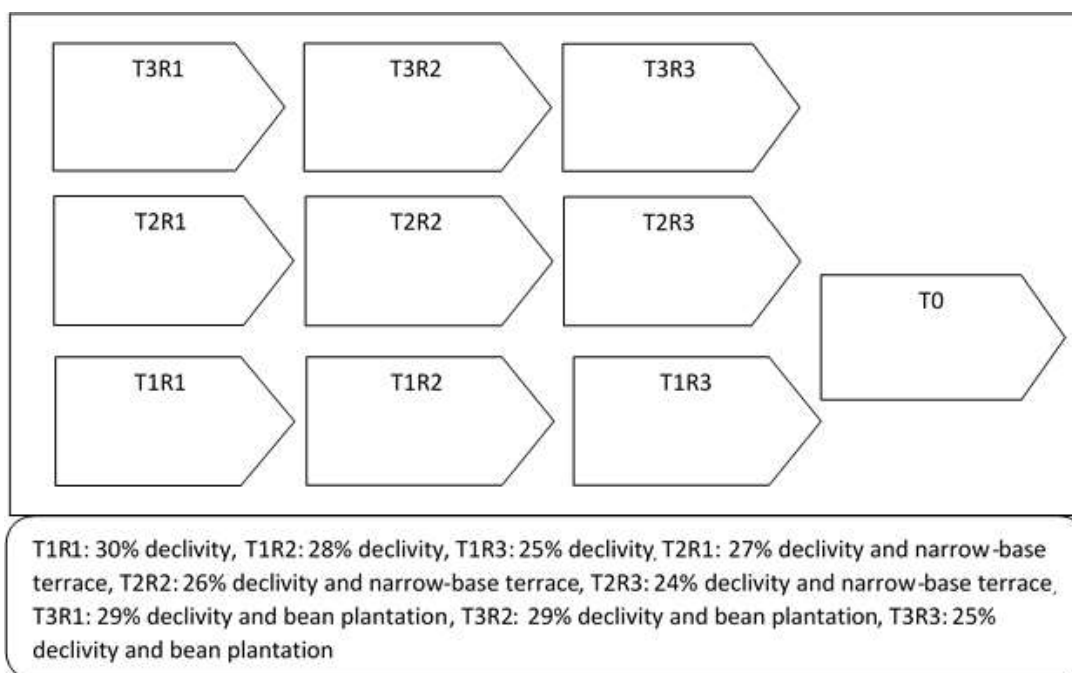 T3R1 T3R2 T3R3
T2R1 T2R2 T2R3
T0
T1R1 T1R2 T1R3
T1R1: 30% declivity, T1R2: 28% declivity, T1R3: 25% declivity, T2R1: 27% declivity and narrow-base
terrace, T2R2: 26% declivity and narrow-base terrace, T2R3: 24% declivity and narrow-base terrace,
T3R1: 29% declivity and bean plantation, T3R2: 29% declivity and bean plantation, T3R3: 25%
declivity and bean plantation